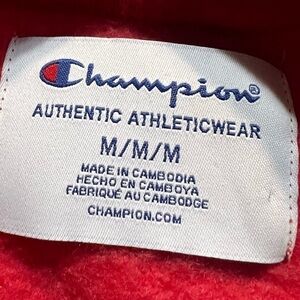 Champion®
AUTHENTIC ATHLETICWEAR
M/M/M
MADE IN CAMBODIA
HECHO EN CAMBOYA
FABRIQUÉ AU CAMBODGE
CHAMPION.COM